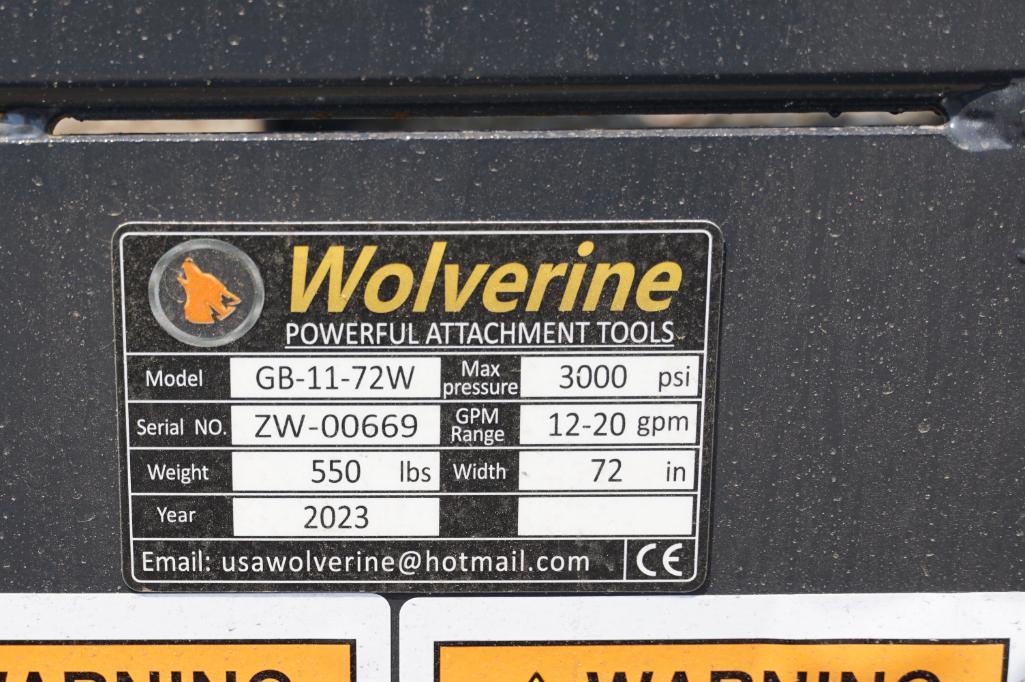 Wolverine
POWERFUL ATTACHMENT TOOLS
Model GB-11-72W Max pressure 3000 psi
Serial NO. ZW-00669 GPM Range 12-20 gpm
Weight 550 lbs Width 72 in
Year 2023
Email: usawolverine@hotmail.com CE
WARNING WARNING